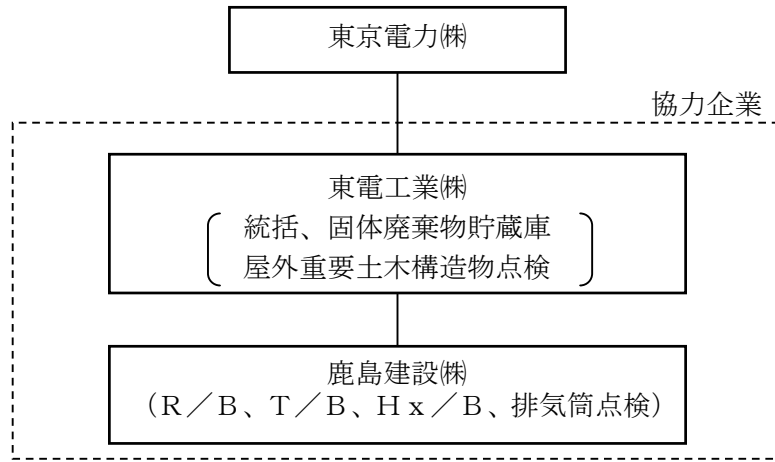 東京電力㈱
協力企業
東電工業㈱
統括、固体廃棄物貯蔵庫
屋外重要土木構造物点検
鹿島建設㈱
（Ｒ／Ｂ、Ｔ／Ｂ、Ｈｘ／Ｂ、排気筒点検）